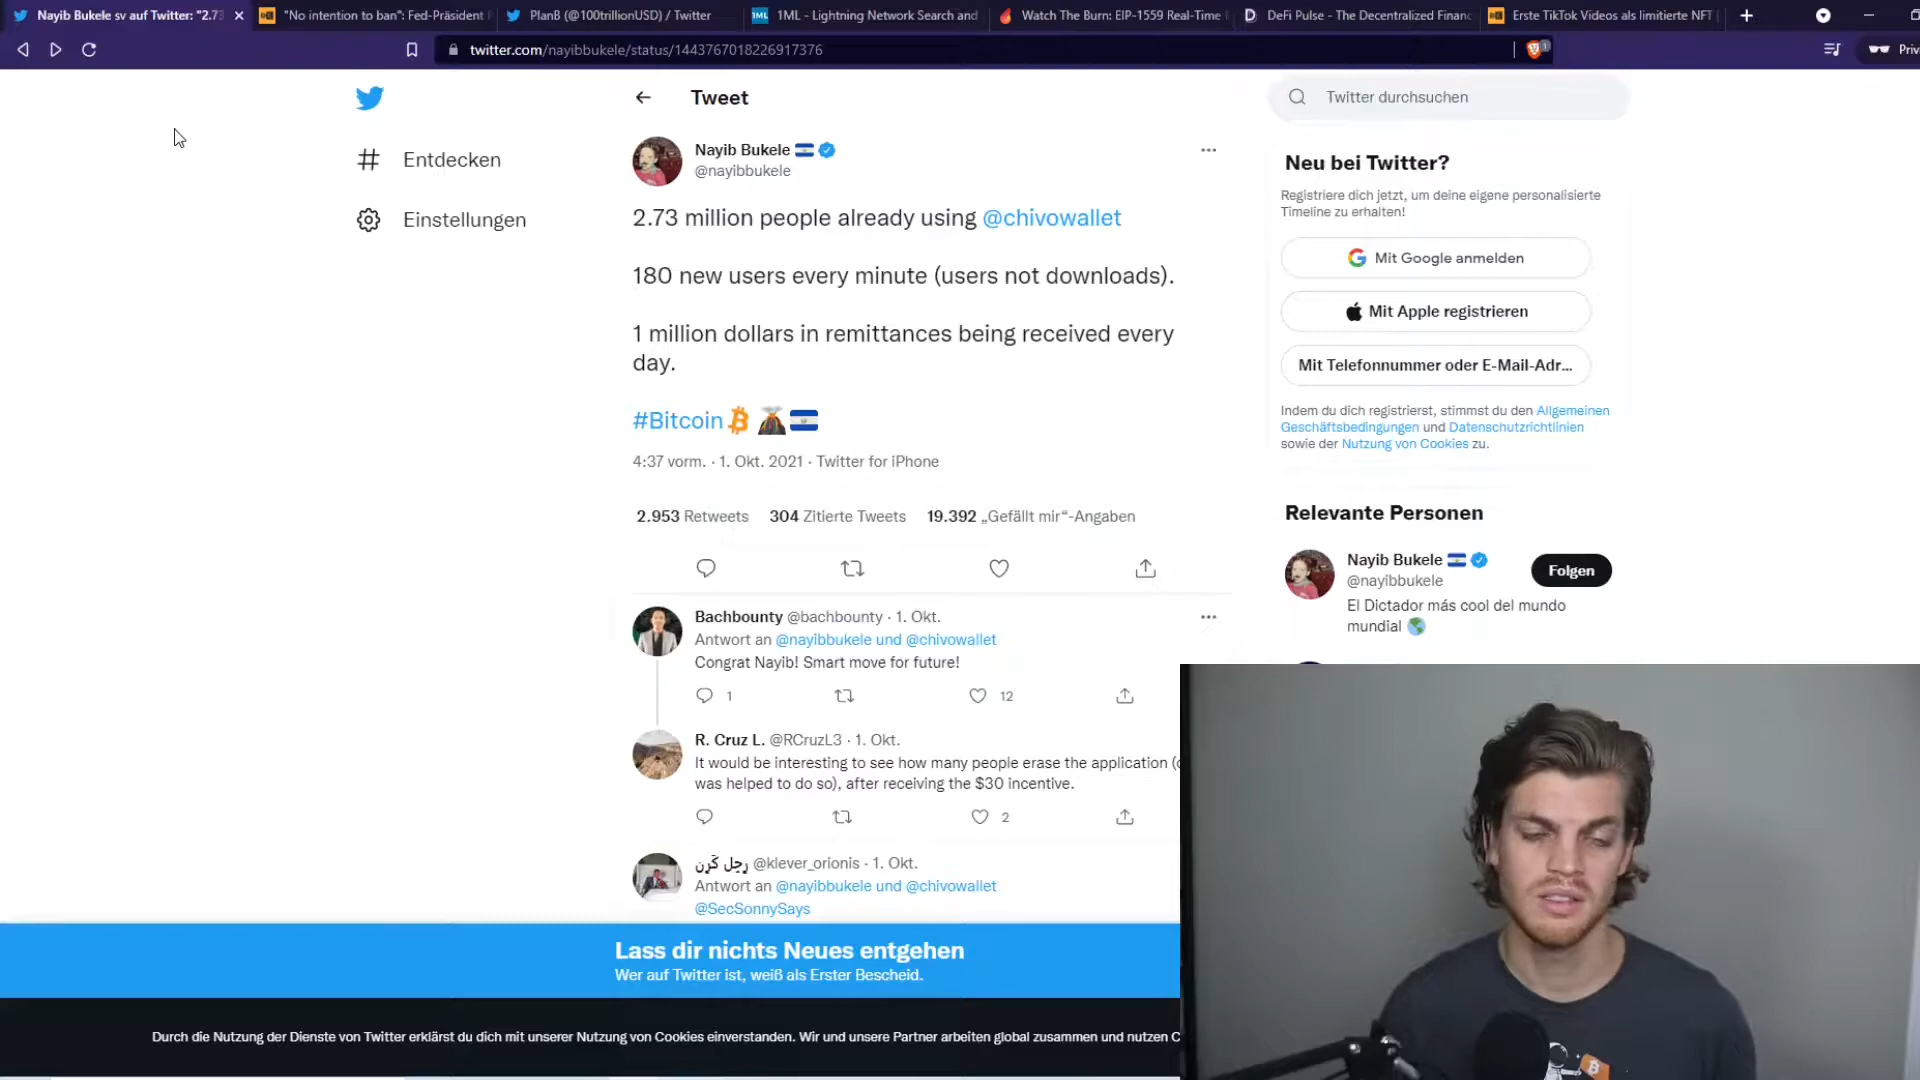 Nayib Bukele sv auf Twitter: "2.73
"No intention to ban": Fed-Präsident
PlanB (@100trillionUSD) / Twitter
1ML
1ML - Lightning Network Search and
Watch The Burn: EIP-1559 Real-Time
DeFi Pulse - The Decentralized Financ
Erste TikTok Videos als limitierte NFT
twitter.com/nayibbukele/status/1443767018226917376
1
Priv
Tweet
Twitter durchsuchen
Entdecken
Einstellungen
Nayib Bukele
@nayibbukele
2.73 million people already using @chivowallet
180 new users every minute (users not downloads).
1 million dollars in remittances being received every
day.
#Bitcoin
4:37 vorm. · 1. Okt. 2021 · Twitter for iPhone
2.953 Retweets 304 Zitierte Tweets 19.392 „Gefällt mir“-Angaben
Bachbounty @bachbounty · 1. Okt.
Antwort an @nayibbukele und @chivowallet
Congrat Nayib! Smart move for future!
1
12
R. Cruz L. @RCruzL3 · 1. Okt.
It would be interesting to see how many people erase the application (
was helped to do so), after receiving the $30 incentive.
2
@klever_orionis · 1. Okt.
Antwort an @nayibbukele und @chivowallet
@SecSonnySays
Neu bei Twitter?
Registriere dich jetzt, um deine eigene personalisierte
Timeline zu erhalten!
Mit Google anmelden
Mit Apple registrieren
Mit Telefonnummer oder E-Mail-Adr...
Indem du dich registrierst, stimmst du den Allgemeinen
Geschäftsbedingungen und Datenschutzrichtlinien
sowie der Nutzung von Cookies zu.
Relevante Personen
Nayib Bukele
@nayibbukele
Folgen
El Dictador más cool del mundo
mundial
Lass dir nichts Neues entgehen
Wer auf Twitter ist, weiß als Erster Bescheid.
Durch die Nutzung der Dienste von Twitter erklärst du dich mit unserer Nutzung von Cookies einverstanden. Wir und unsere Partner arbeiten global zusammen und nutzen C